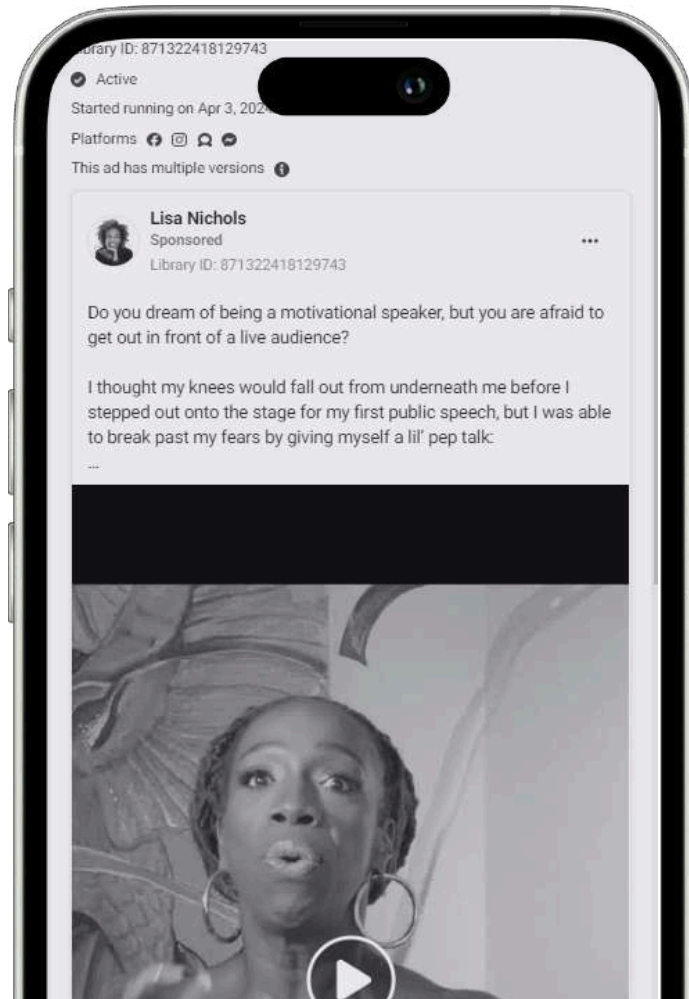 Library ID: 871322418129743
Active
Started running on Apr 3, 202
Platforms
This ad has multiple versions
Lisa Nichols
Sponsored
...
Library ID: 871322418129743
Do you dream of being a motivational speaker, but you are afraid to
get out in front of a live audience?
I thought my knees would fall out from underneath me before I
stepped out onto the stage for my first public speech, but I was able
to break past my fears by giving myself a lil' pep talk:
...